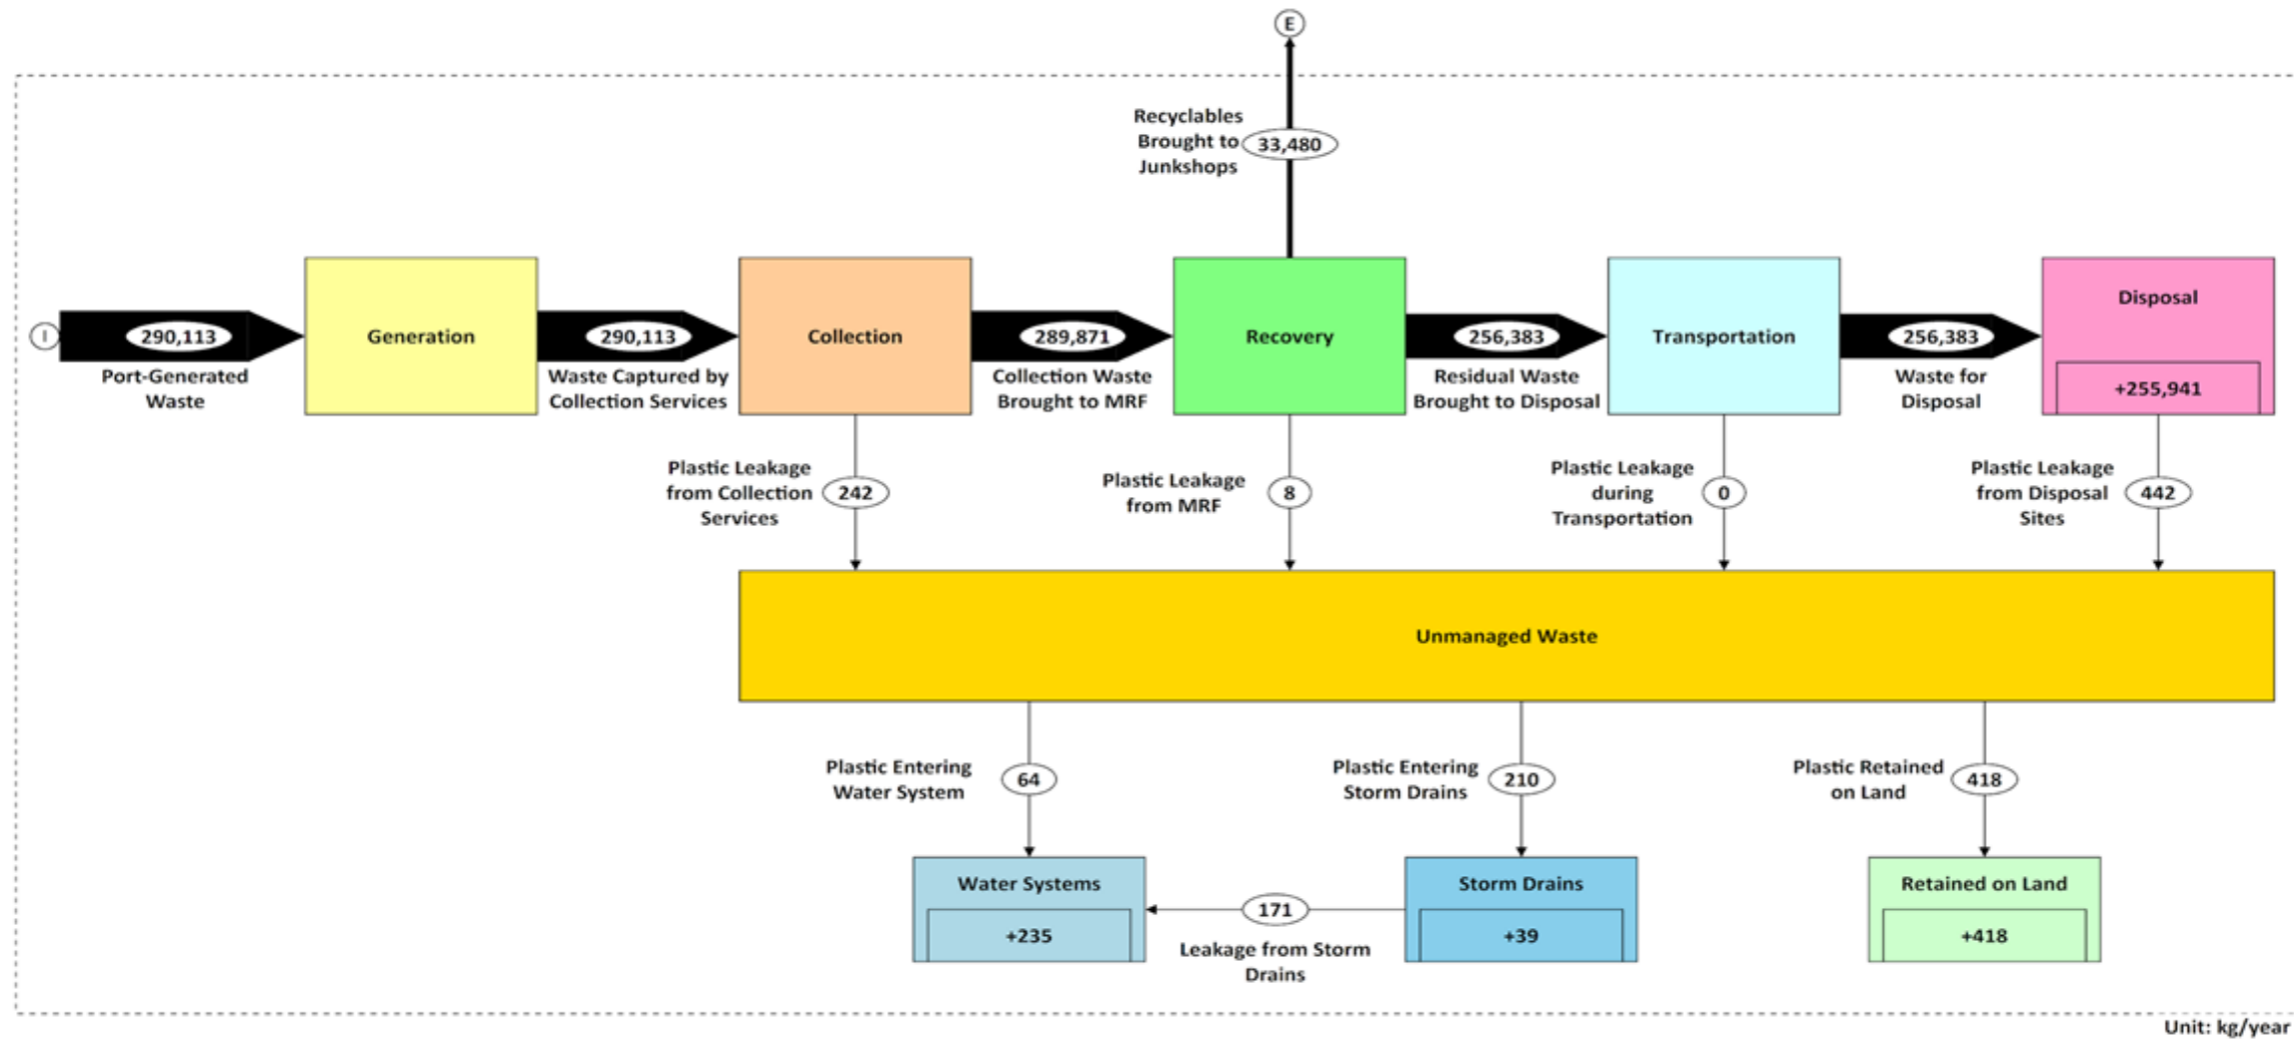 E
Recyclables
Brought to
Junkshops
33,480
I
290,113
Port-Generated
Waste
Generation
290,113
Waste Captured by
Collection Services
Collection
289,871
Collection Waste
Brought to MRF
Recovery
256,383
Residual Waste
Brought to Disposal
Transportation
256,383
Waste for
Disposal
Disposal
+255,941
Plastic Leakage
from Collection
Services
242
Plastic Leakage
from MRF
8
Plastic Leakage
during
Transportation
0
Plastic Leakage
from Disposal
Sites
442
Unmanaged Waste
Plastic Entering
Water System
64
Plastic Entering
Storm Drains
210
Plastic Retained
on Land
418
Water Systems
+235
171
Leakage from Storm
Drains
Storm Drains
+39
Retained on Land
+418
Unit: kg/year